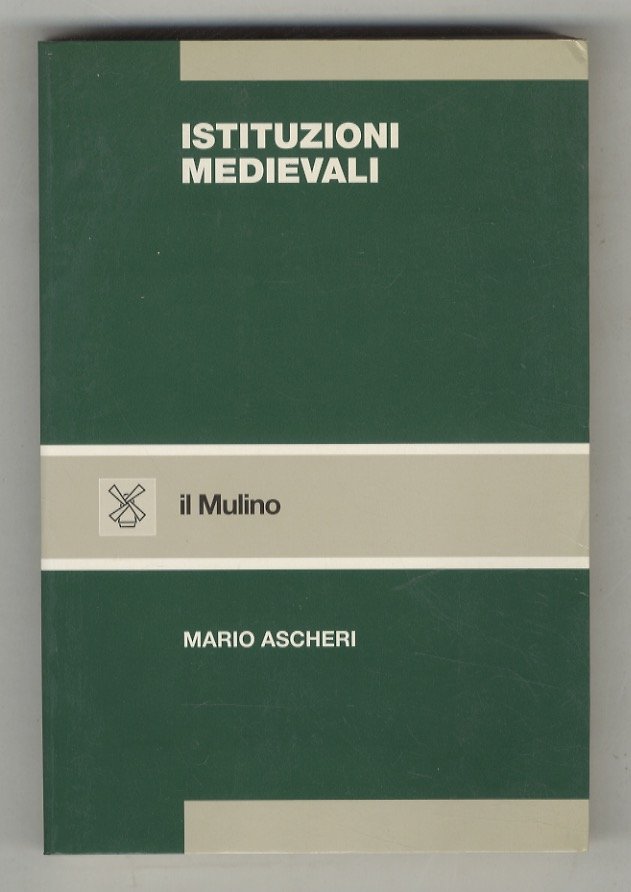 ISTITUZIONI
MEDIEVALI
il Mulino
MARIO ASCHERI